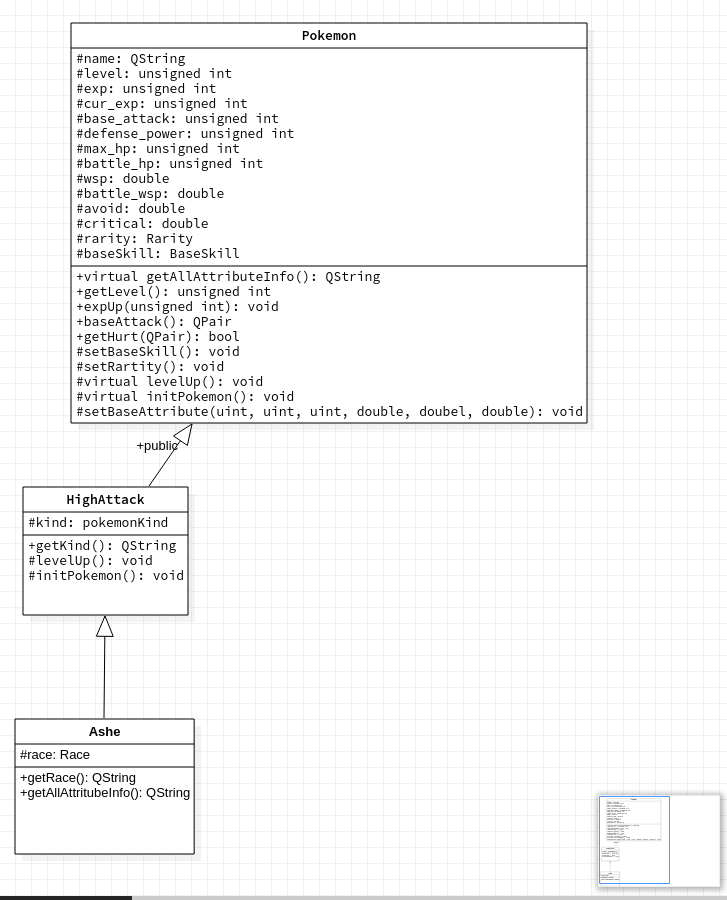 Pokemon
#name: QString
#level: unsigned int
#exp: unsigned int
#cur_exp: unsigned int
#base_attack: unsigned int
#defense_power: unsigned int
#max_hp: unsigned int
#battle_hp: unsigned int
#wsp: double
#battle_wsp: double
#avoid: double
#critical: double
#rarity: Rarity
#baseSkill: BaseSkill
+virtual getAllAttributeInfo(): QString
+getLevel(): unsigned int
+expUp(unsigned int): void
+baseAttack(): QPair
+getHurt(QPair): bool
#setBaseSkill(): void
#setRartity(): void
#virtual levelUp(): void
#virtual initPokemon(): void
#setBaseAttribute(uint, uint, uint, double, doubel, double): void
+public
HighAttack
#kind: pokemonKind
+getKind(): QString
#levelUp(): void
#initPokemon(): void
Ashe
#race: Race
+getRace(): QString
+getAllAttritubeInfo(): QString